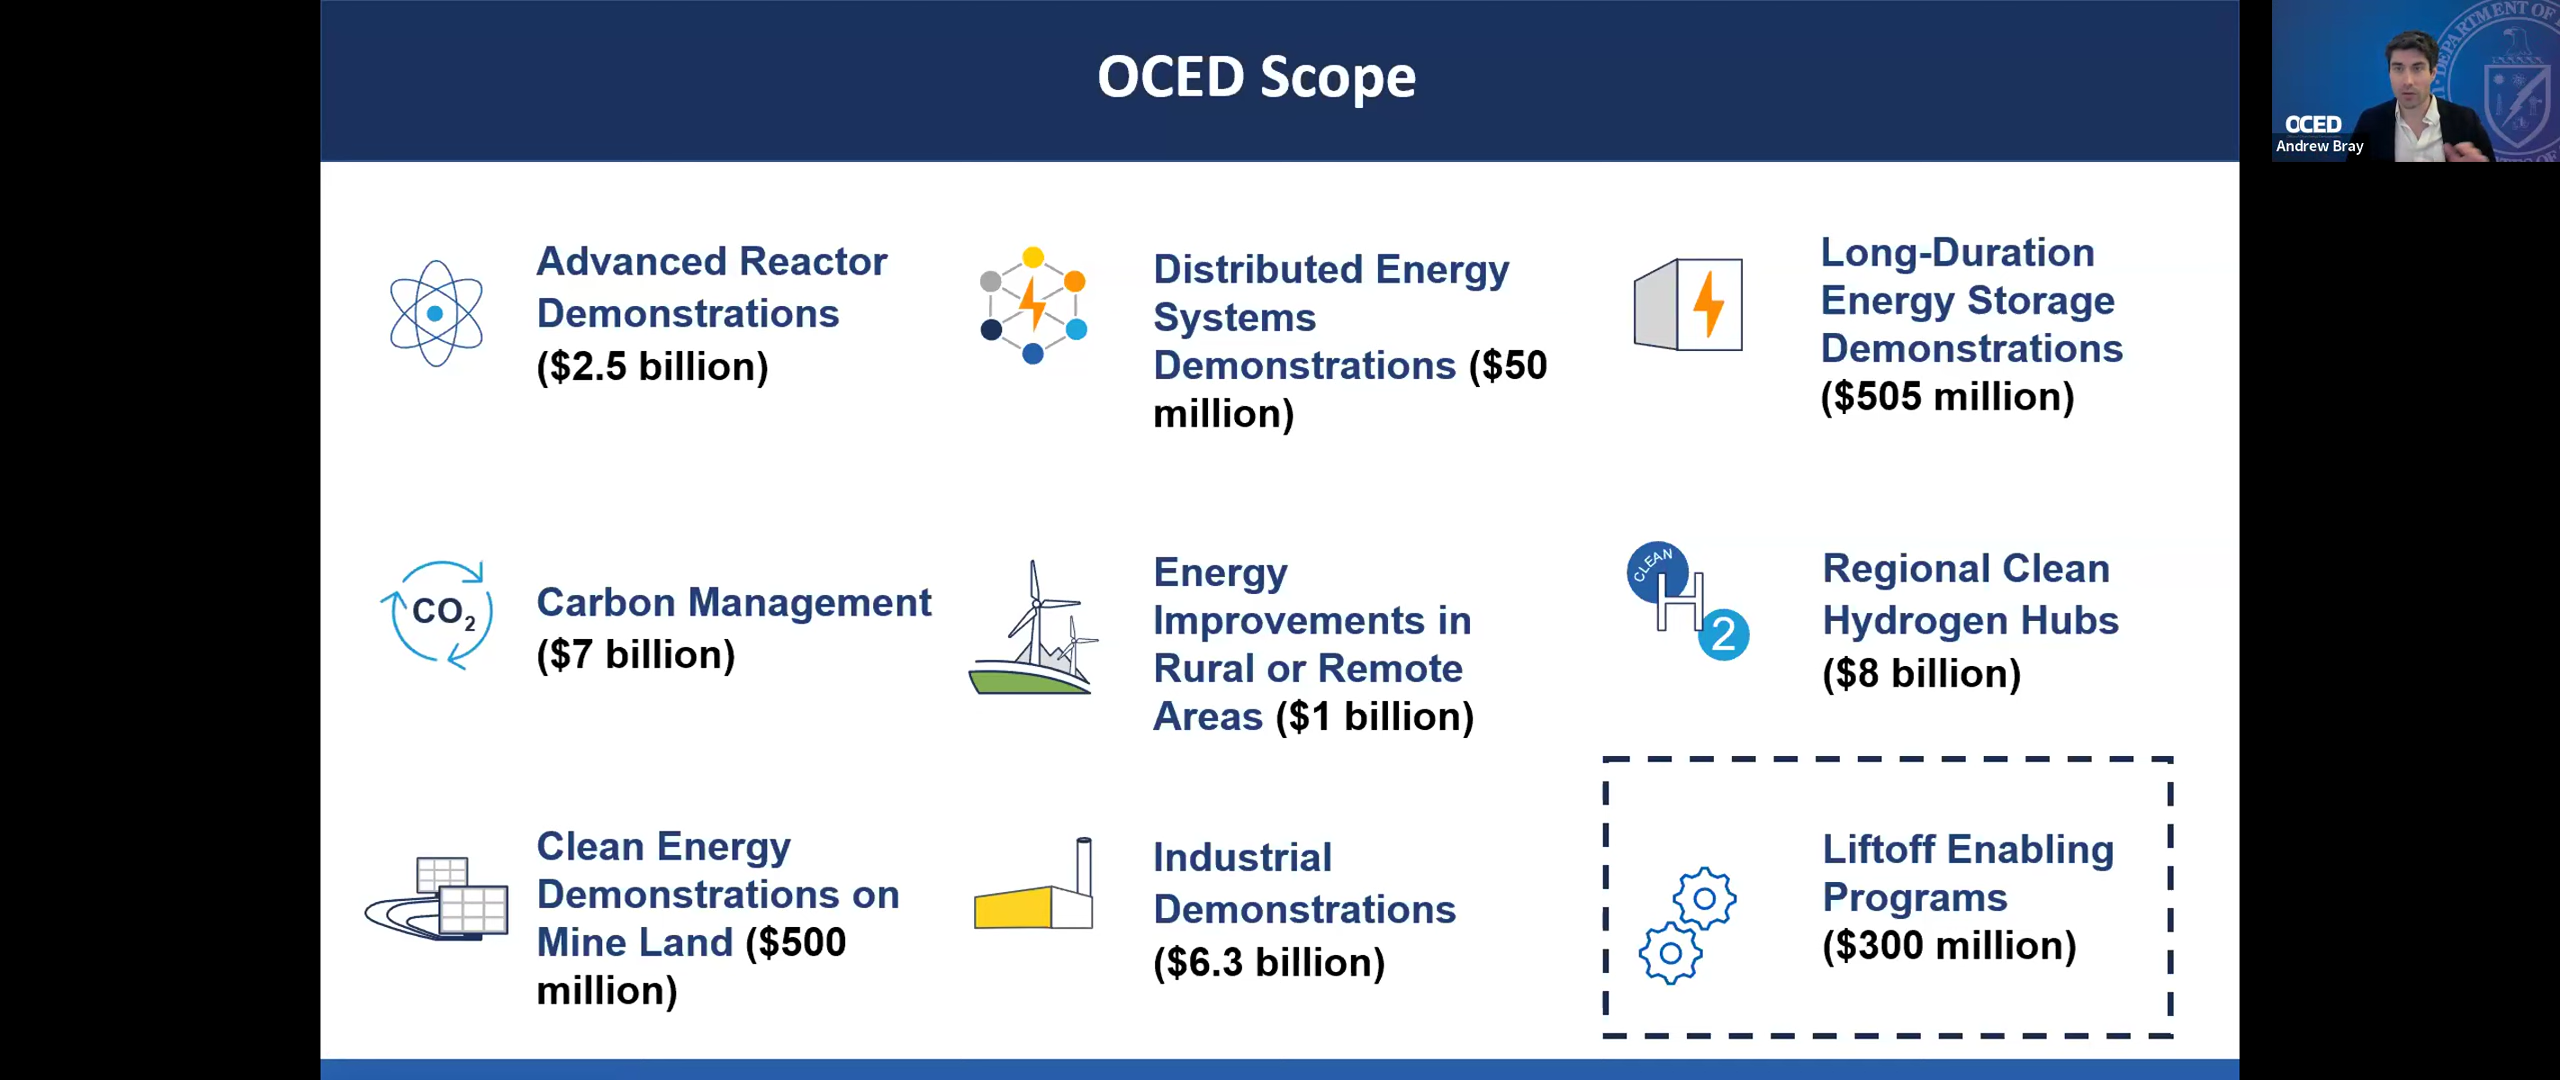 OCED Scope
Advanced Reactor
Demonstrations
($2.5 billion)
Distributed Energy
Systems
Demonstrations ($50
million)
Long-Duration
Energy Storage
Demonstrations
($505 million)
CO2
Carbon Management
($7 billion)
Energy
Improvements in
Rural or Remote
Areas ($1 billion)
CLEAN
H
2
Regional Clean
Hydrogen Hubs
($8 billion)
Clean Energy
Demonstrations on
Mine Land ($500
million)
Industrial
Demonstrations
($6.3 billion)
Liftoff Enabling
Programs
($300 million)
DEPARTMENT OF
OCED
Andrew Bray